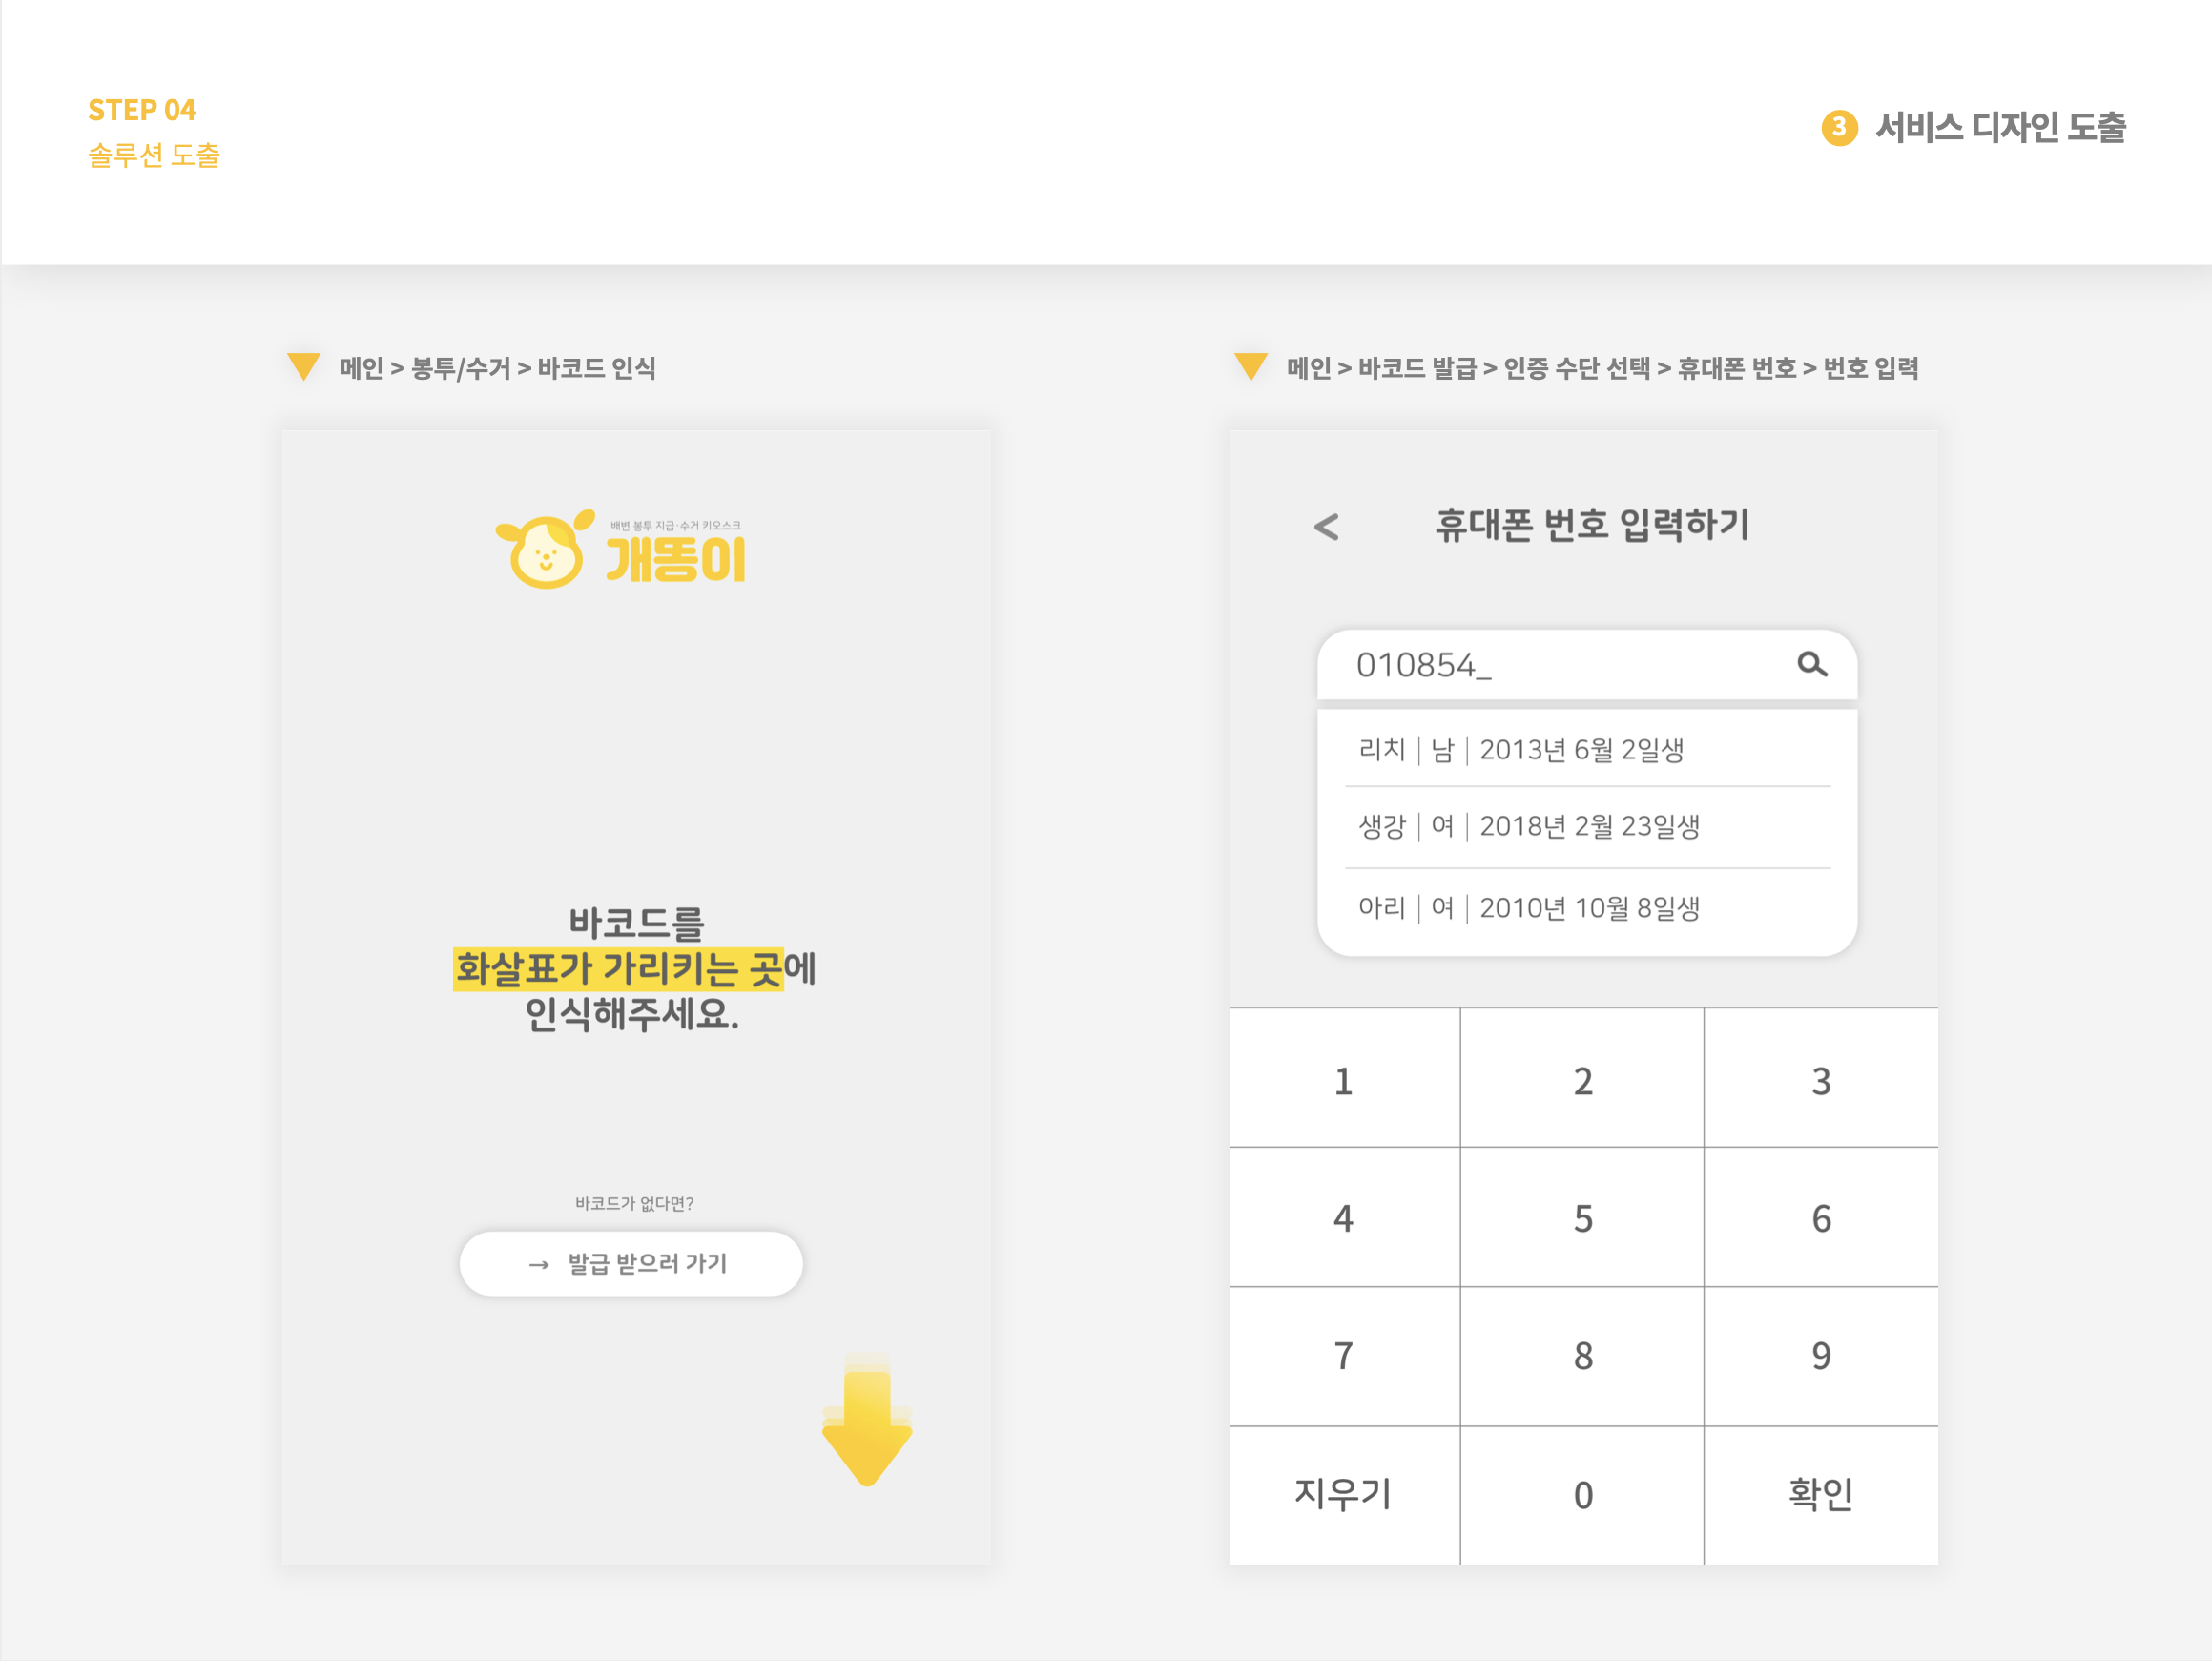 STEP 04
솔루션 도출
3 서비스 디자인 도출
메인 > 봉투/수거 > 바코드 인식
배변 봉투 지급·수거 키오스크
개똥이
바코드를
화살표가 가리키는 곳에
인식해주세요.
바코드가 없다면?
→ 발급 받으러 가기
메인 > 바코드 발급 > 인증 수단 선택 > 휴대폰 번호 > 번호 입력
< 휴대폰 번호 입력하기
010854_
리치 | 남 | 2013년 6월 2일생
생강 | 여 | 2018년 2월 23일생
아리 | 여 | 2010년 10월 8일생
1 2 3
4 5 6
7 8 9
지우기 0 확인